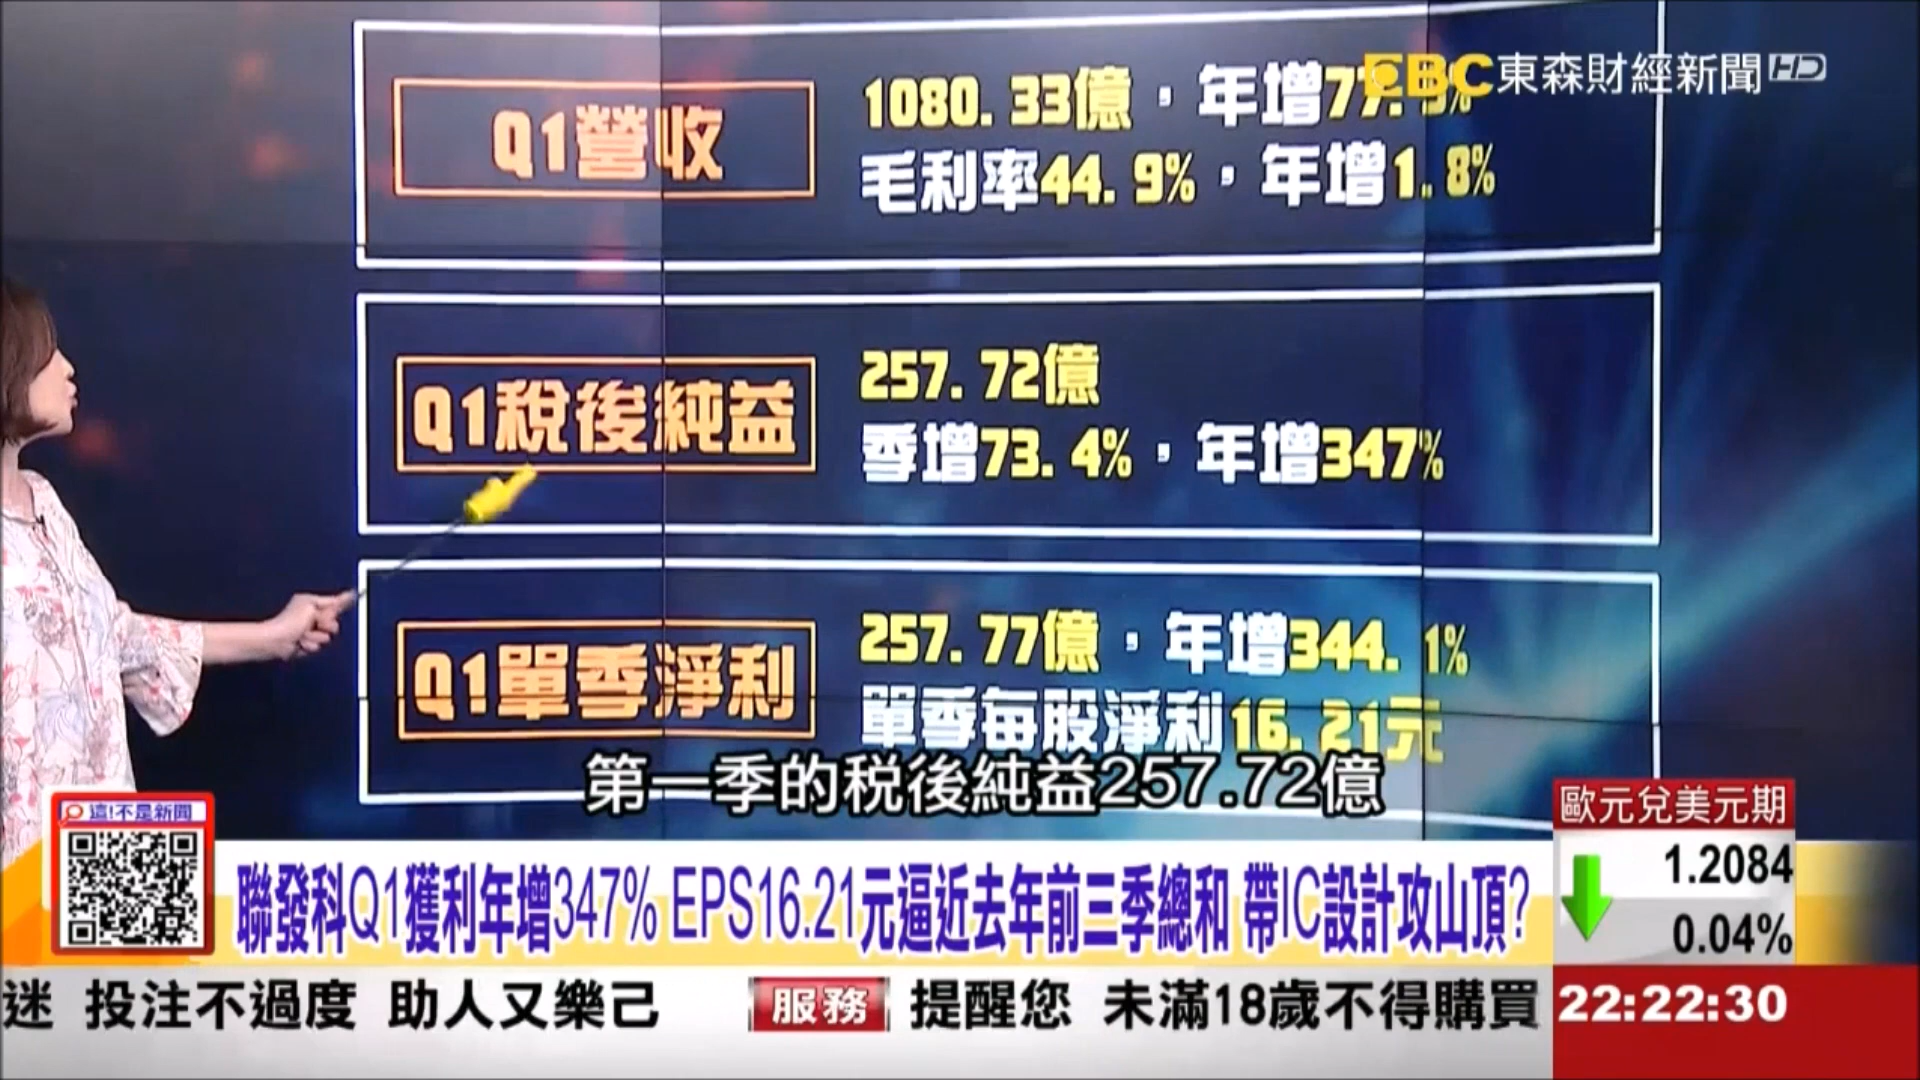 EBC東森財經新聞HD
Q1營收
1080.33億,年增77.
毛利率44.9%,年增1.8%
Q1稅後純益
257.72億
季增73.4%,年增347%
Q1單季淨利
257.77億,年增344.1%
單季每股淨利16.21元
第一季的稅後純益257.72億
這!不是新聞
聯發科Q1獲利年增347% EPS16.21元逼近去年前三季總和 帶IC設計攻山頂?
歐元兌美元期
1.2084
0.04%
迷 投注不過度 助人又樂己 服務 提醒您 未滿18歲不得購買
22:22:30